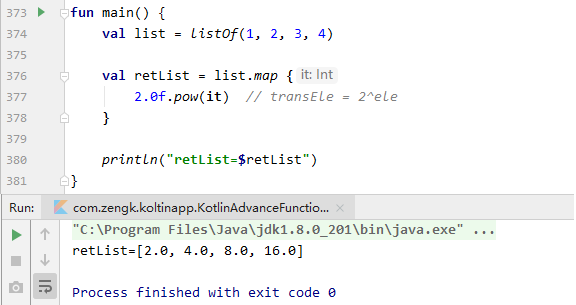 373 fun main() {
374 val list = listOf(1, 2, 3, 4)
375
376 val retList = list.map { it: Int
377 2.0f.pow(it) // transEle = 2^ele
378 }
379
380 println("retList=$retList")
381 }
Run: com.zengk.koltinapp.KotlinAdvanceFunctio... ×
"C:\Program Files\Java\jdk1.8.0_201\bin\java.exe" ...
retList=[2.0, 4.0, 8.0, 16.0]
Process finished with exit code 0